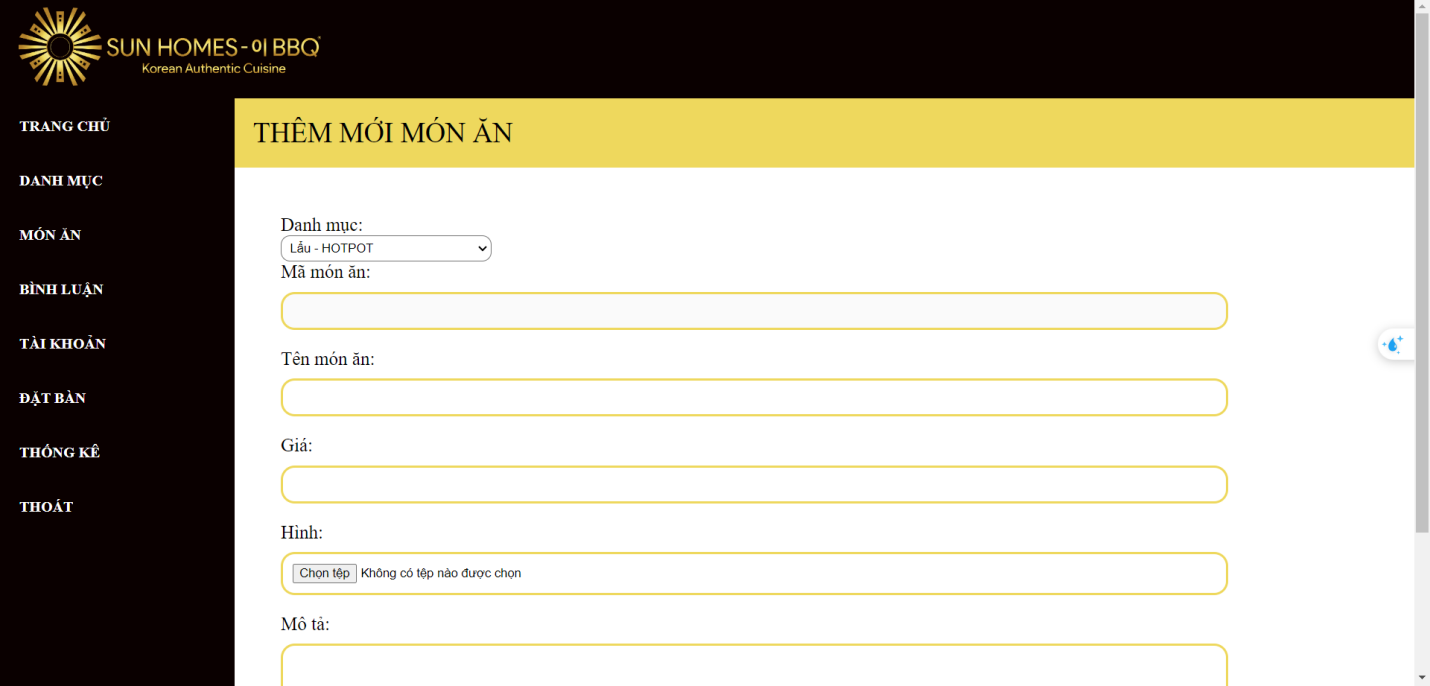 SUN HOMES - 이 BBQ
Korean Authentic Cuisine
TRANG CHỦ
DANH MỤC
MÓN ĂN
BÌNH LUẬN
TÀI KHOẢN
ĐẶT BÀN
THỐNG KÊ
THOÁT
THÊM MỚI MÓN ĂN
Danh mục:
Lẩu - HOTPOT
Mã món ăn:
Tên món ăn:
Giá:
Hình:
Chọn tệp Không có tệp nào được chọn
Mô tả: